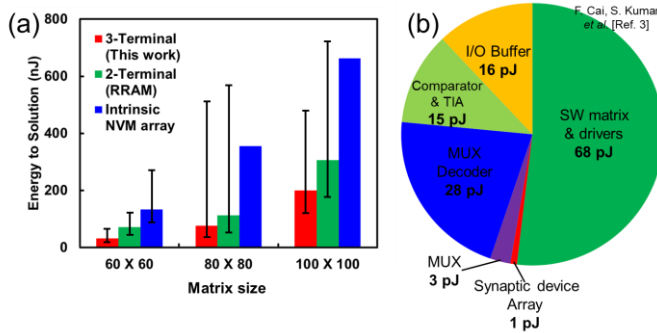 (a)
800
600
400
200
0
Energy to Solution (nJ)
3-Terminal
(This work)
2-Terminal
(RRAM)
Intrinsic
NVM array
60 X 60
80 X 80
100 X 100
Matrix size
(b)
F. Cai, S. Kumar
et al. [Ref. 3]
I/O Buffer
16 pJ
Comparator
& TIA
15 pJ
SW matrix
& drivers
68 pJ
MUX
Decoder
28 pJ
MUX
3 pJ
Synaptic device
Array
1 pJ